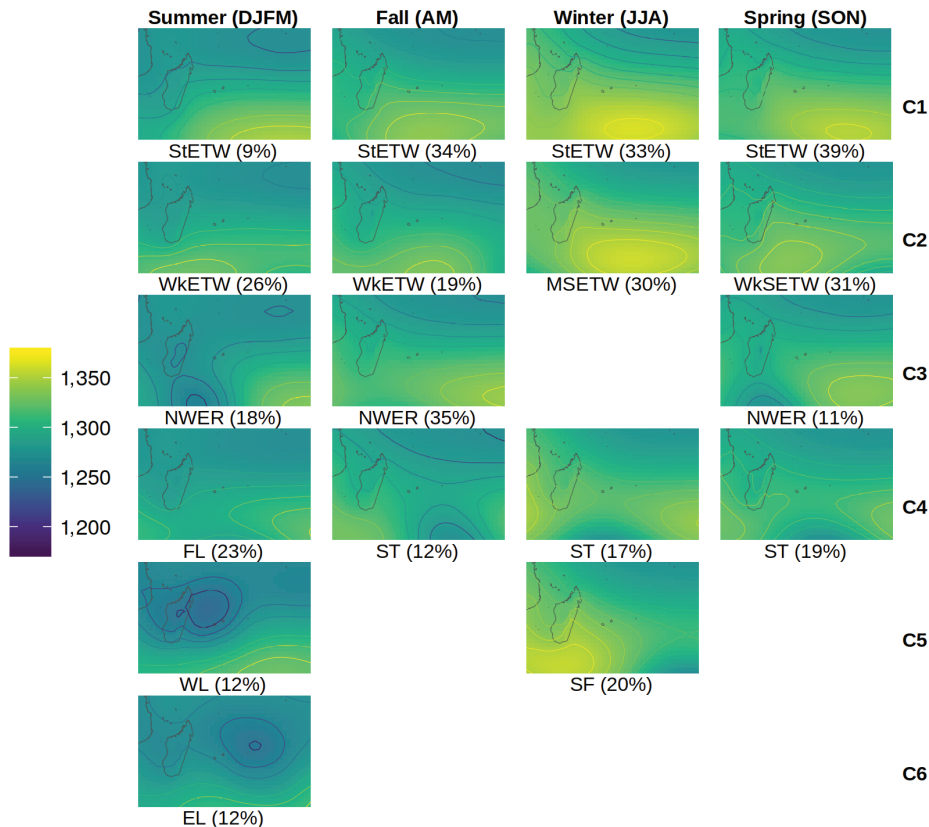 Summer (DJFM) Fall (AM) Winter (JJA) Spring (SON)
C1
StETW (9%) StETW (34%) StETW (33%) StETW (39%)
C2
WkETW (26%) WkETW (19%) MSETW (30%) WkSETW (31%)
1,350
C3
NWER (18%) NWER (35%) NWER (11%)
1,300
1,250
1,200
C4
FL (23%) ST (12%) ST (17%) ST (19%)
C5
WL (12%) SF (20%)
C6
EL (12%)